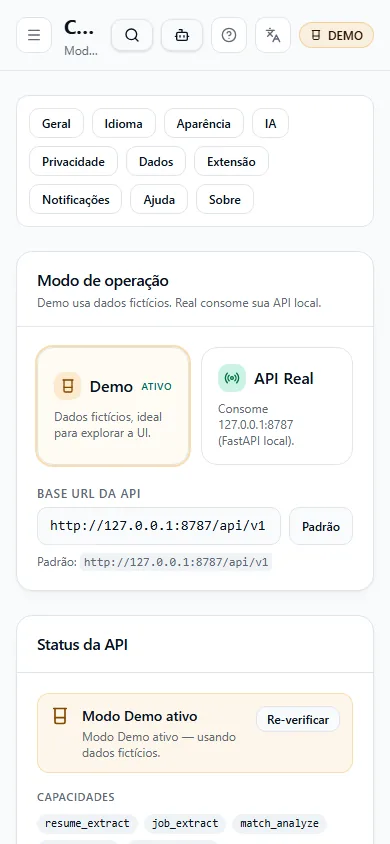 C...
Mod...
DEMO
Geral
Idioma
Aparência
IA
Privacidade
Dados
Extensão
Notificações
Ajuda
Sobre
Modo de operação
Demo usa dados fictícios. Real consome sua API local.
Demo ATIVO
Dados fictícios, ideal
para explorar a UI.
API Real
Consome
127.0.0.1:8787
(FastAPI local).
BASE URL DA API
http://127.0.0.1:8787/api/v1
Padrão
Padrão: http://127.0.0.1:8787/api/v1
Status da API
Modo Demo ativo
Modo Demo ativo — usando
dados fictícios.
Re-verificar
CAPACIDADES
resume_extract
job_extract
match_analyze